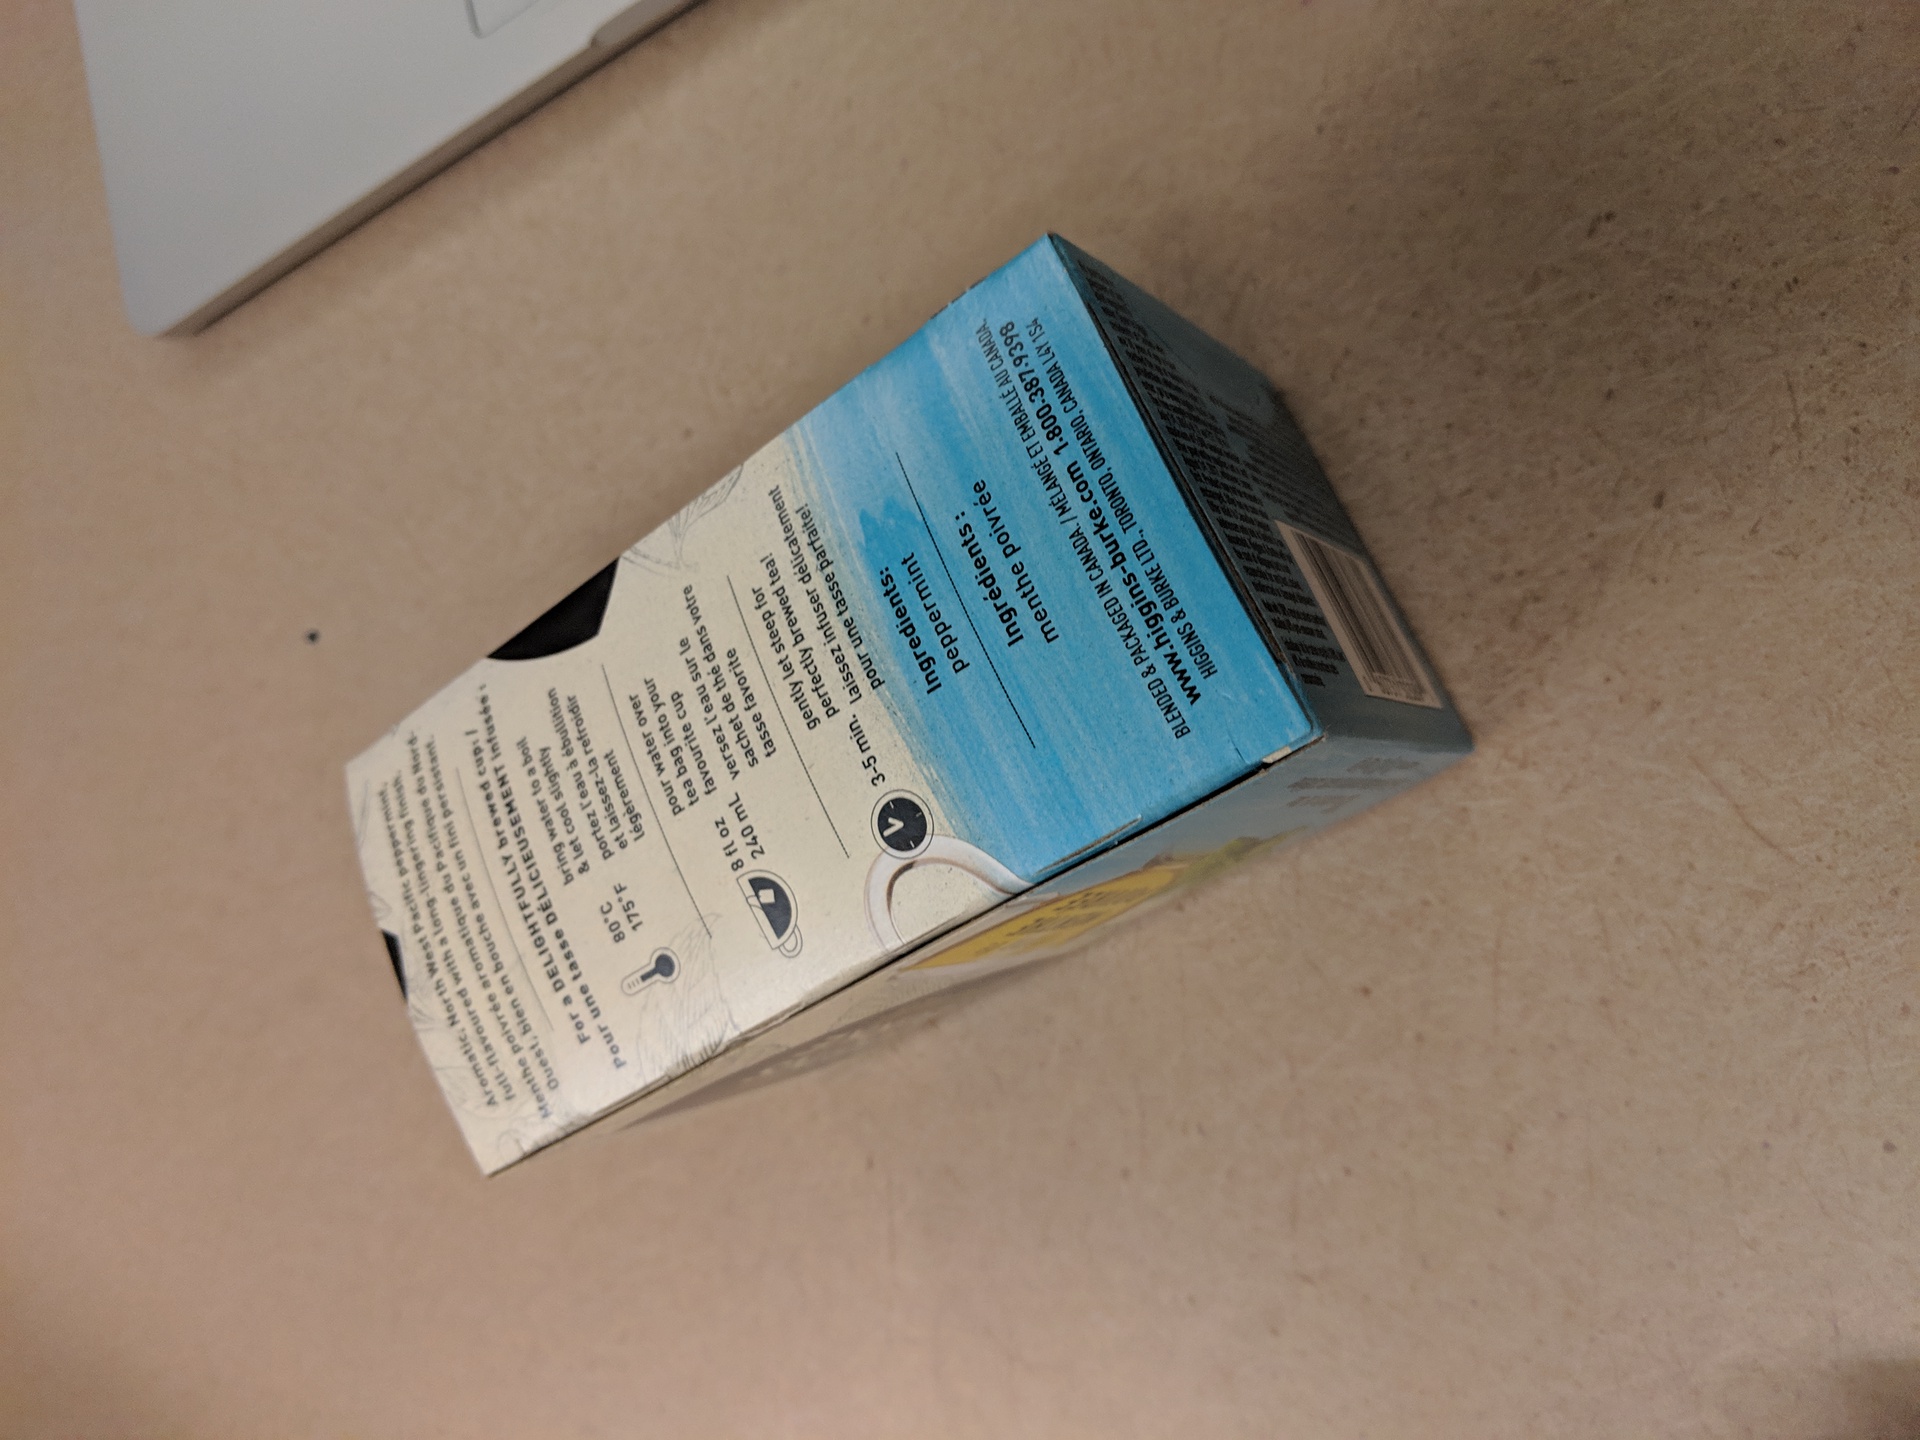 Aromatic, North West Pacific peppermint,
full-flavoured with a long-lingering finish.
Menthe poivrée aromatique du Pacifique du Nord-
Ouest, bien en bouche avec un fini persistant.
For a DELIGHTFULLY brewed cup: /
Pour une tasse DÉLICIEUSEMENT infusée :
80°C
175°F
bring water to a boil
& let cool slightly
portez l'eau à ébullition
et laissez-la refroidir
légèrement
8 fl oz
240 mL
pour water over
tea bag into your
favourite cup
versez l'eau sur le
sachet de thé dans votre
tasse favorite
3-5 min.
gently let steep for
perfectly brewed tea!
laissez infuser délicatement
pour une tasse parfaite!
Ingredients:
peppermint
Ingrédients :
menthe poivrée
BLENDED & PACKAGED IN CANADA. / MÉLANGÉ ET EMBALLÉ AU CANADA.
www.higgins-burke.com 1-800-387-9398
HIGGINS & BURKE LTD., TORONTO, ONTARIO, CANADA L4Y 1S4